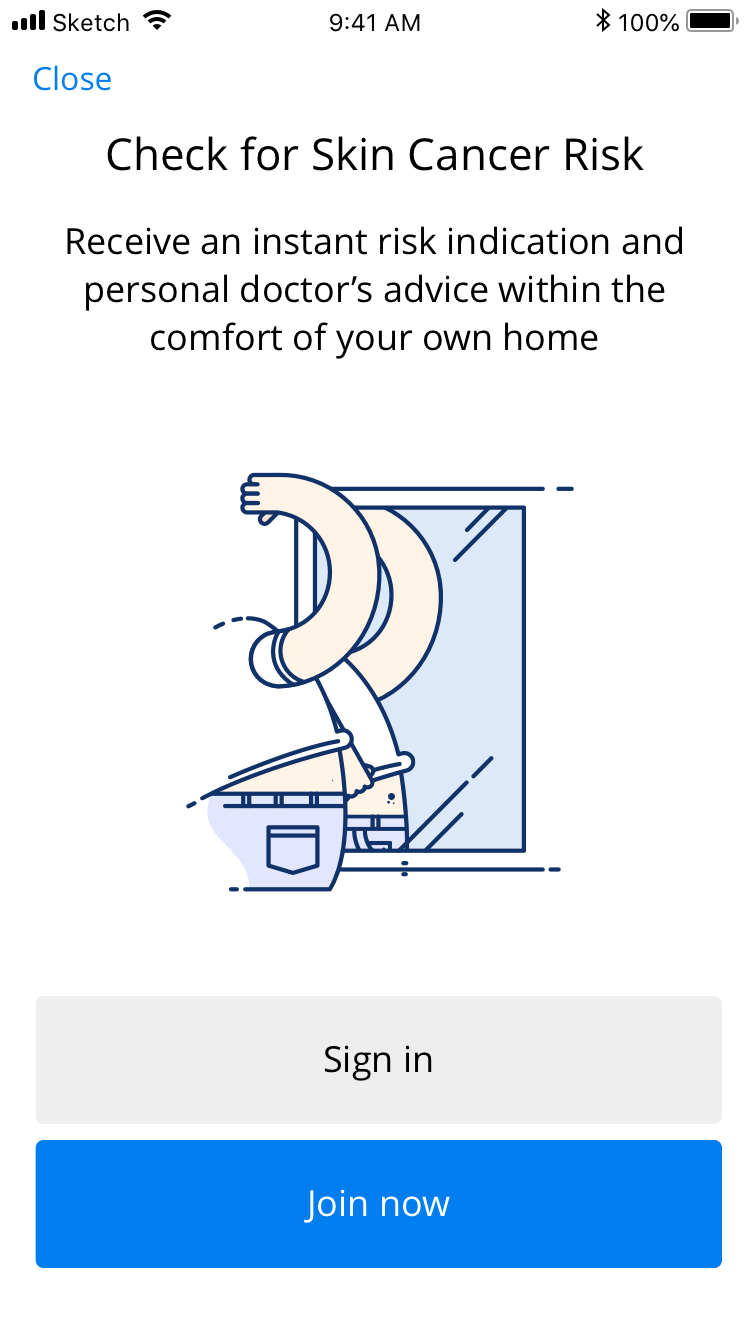 Sketch 9:41 AM 100%
Close
Check for Skin Cancer Risk
Receive an instant risk indication and
personal doctor’s advice within the
comfort of your own home
Sign in
Join now